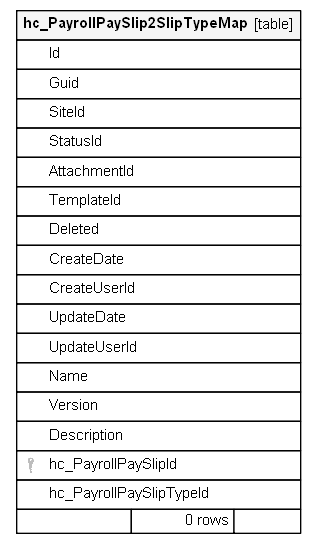 hc_PayrollPaySlip2SlipTypeMap [table]
Id
Guid
SiteId
StatusId
AttachmentId
TemplateId
Deleted
CreateDate
CreateUserId
UpdateDate
UpdateUserId
Name
Version
Description
hc_PayrollPaySlipId
hc_PayrollPaySlipTypeId
0 rows